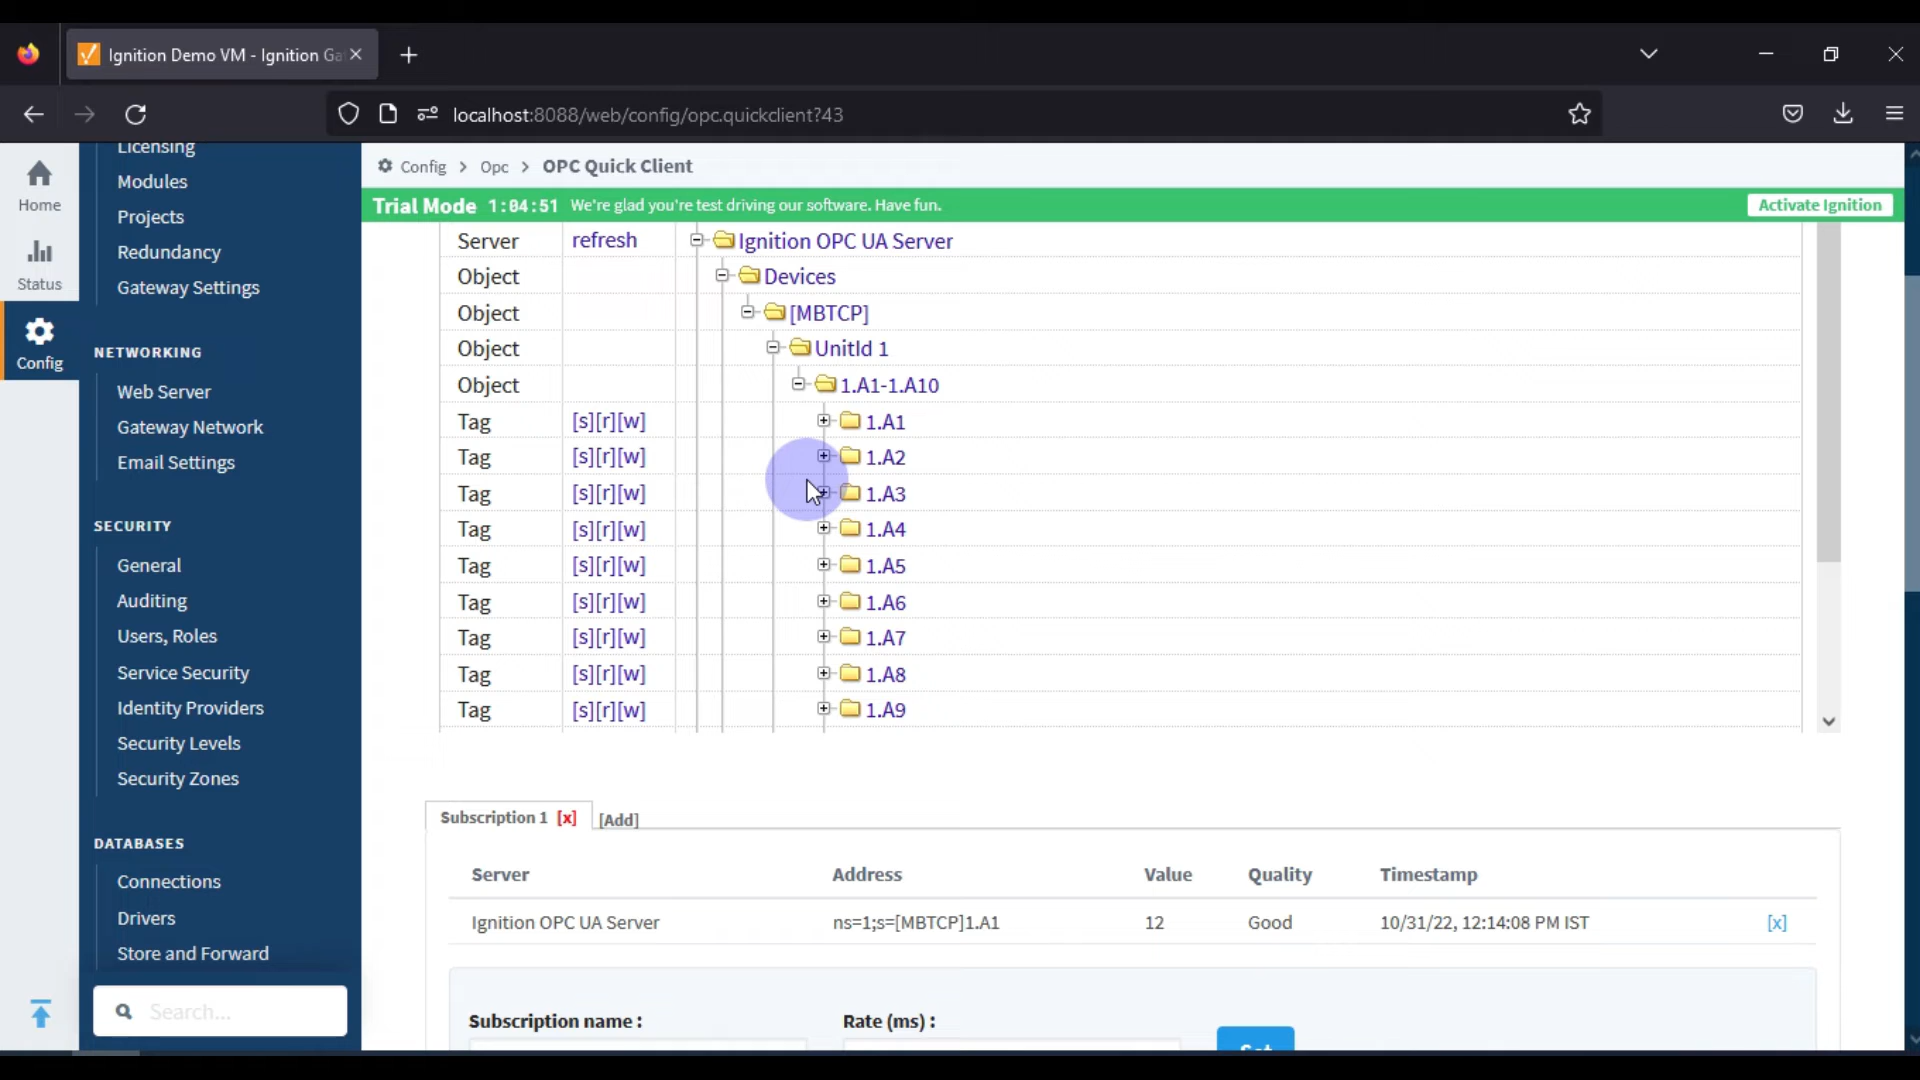 Ignition Demo VM - Ignition Ga
localhost:8088/web/config/opc.quickclient?43
Home
Status
Config
Licensing
Modules
Projects
Redundancy
Gateway Settings
NETWORKING
Web Server
Gateway Network
Email Settings
SECURITY
General
Auditing
Users, Roles
Service Security
Identity Providers
Security Levels
Security Zones
DATABASES
Connections
Drivers
Store and Forward
Search...
Config > Opc > OPC Quick Client
Trial Mode 1:04:51 We're glad you're test driving our software. Have fun. Activate Ignition
Server refresh Ignition OPC UA Server
Object Devices
Object [MBTCP]
Object UnitId 1
Object 1.A1-1.A10
Tag [s][r][w] 1.A1
Tag [s][r][w] 1.A2
Tag [s][r][w] 1.A3
Tag [s][r][w] 1.A4
Tag [s][r][w] 1.A5
Tag [s][r][w] 1.A6
Tag [s][r][w] 1.A7
Tag [s][r][w] 1.A8
Tag [s][r][w] 1.A9
Subscription 1 [x] [Add]
Server Address Value Quality Timestamp
Ignition OPC UA Server ns=1;s=[MBTCP]1.A1 12 Good 10/31/22, 12:14:08 PM IST [x]
Subscription name : Rate (ms) :
Set